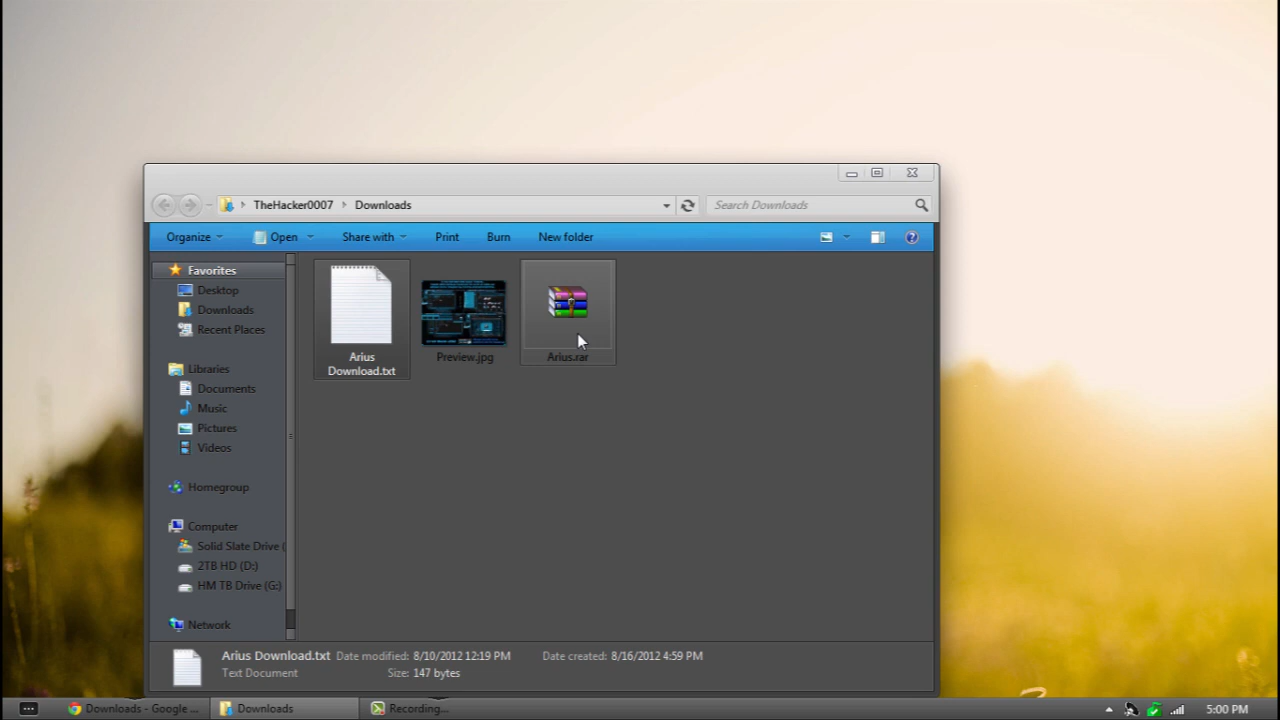 TheHacker0007 Downloads
Search Downloads
Organize Open Share with Print Burn New folder
Favorites
Desktop
Downloads
Recent Places
Libraries
Documents
Music
Pictures
Videos
Homegroup
Computer
Solid Slate Drive (
2TB HD (D:)
HM TB Drive (G:)
Network
Arius
Download.txt
Preview.jpg
Arius.rar
Arius Download.txt Date modified: 8/10/2012 12:19 PM Date created: 8/16/2012 4:59 PM
Text Document Size: 147 bytes
Downloads - Google ... Downloads Recording... 5:00 PM